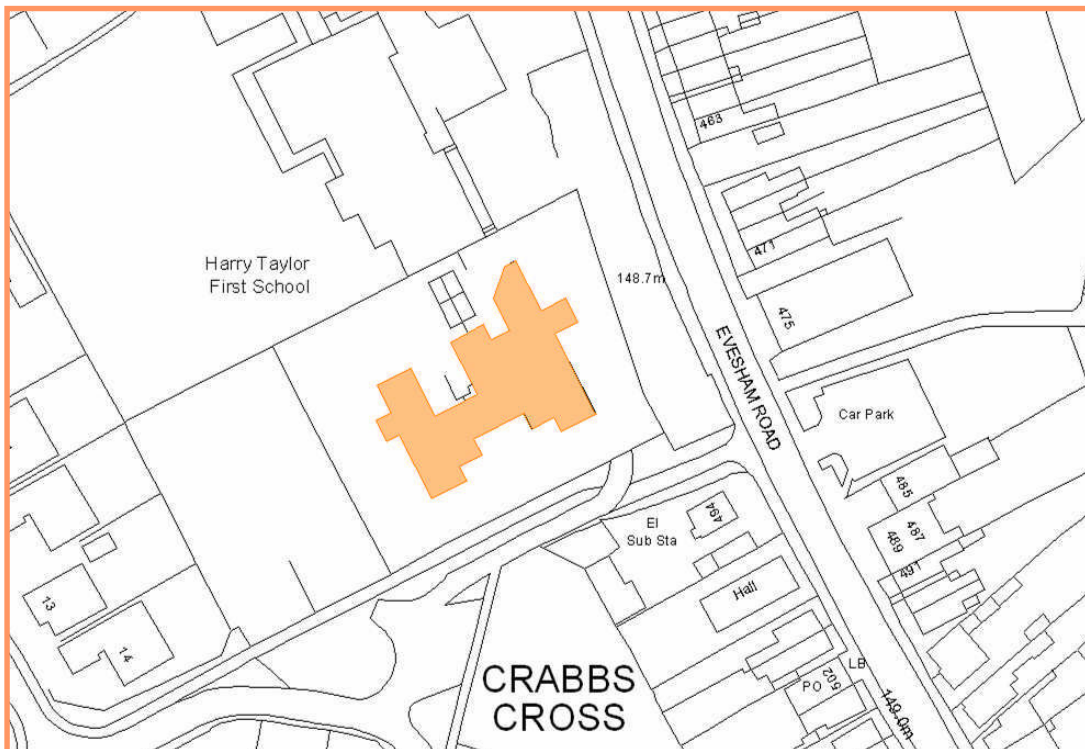 463
Harry Taylor
First School
471
148.7m
475
EVESHAM ROAD
Car Park
485
487
489
491
494
El
Sub Sta
Hall
13
14
CRABBS
CROSS
LB
PO
502
149.0m